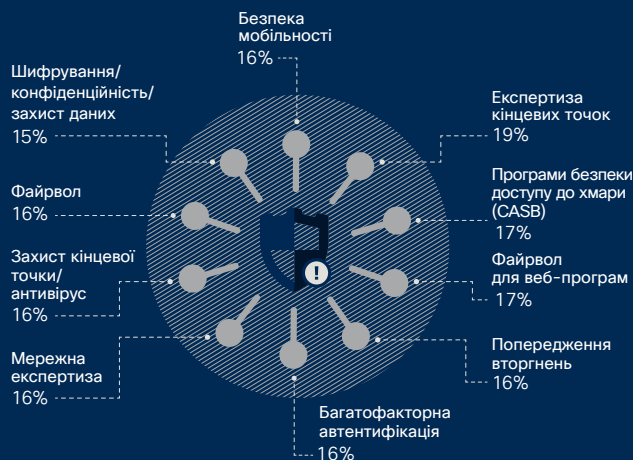 Безпека
мобільності
16%
Шифрування/
конфіденційність/
захист даних
15%
Експертиза
кінцевих точок
19%
Файрвол
16%
Програми безпеки
доступу до хмари
(CASB)
17%
Захист кінцевої
точки/
антивірус
16%
Файрвол
для веб-програм
17%
!
Мережна
експертиза
16%
Попередження
вторгнень
16%
Багатофакторна
автентифікація
16%